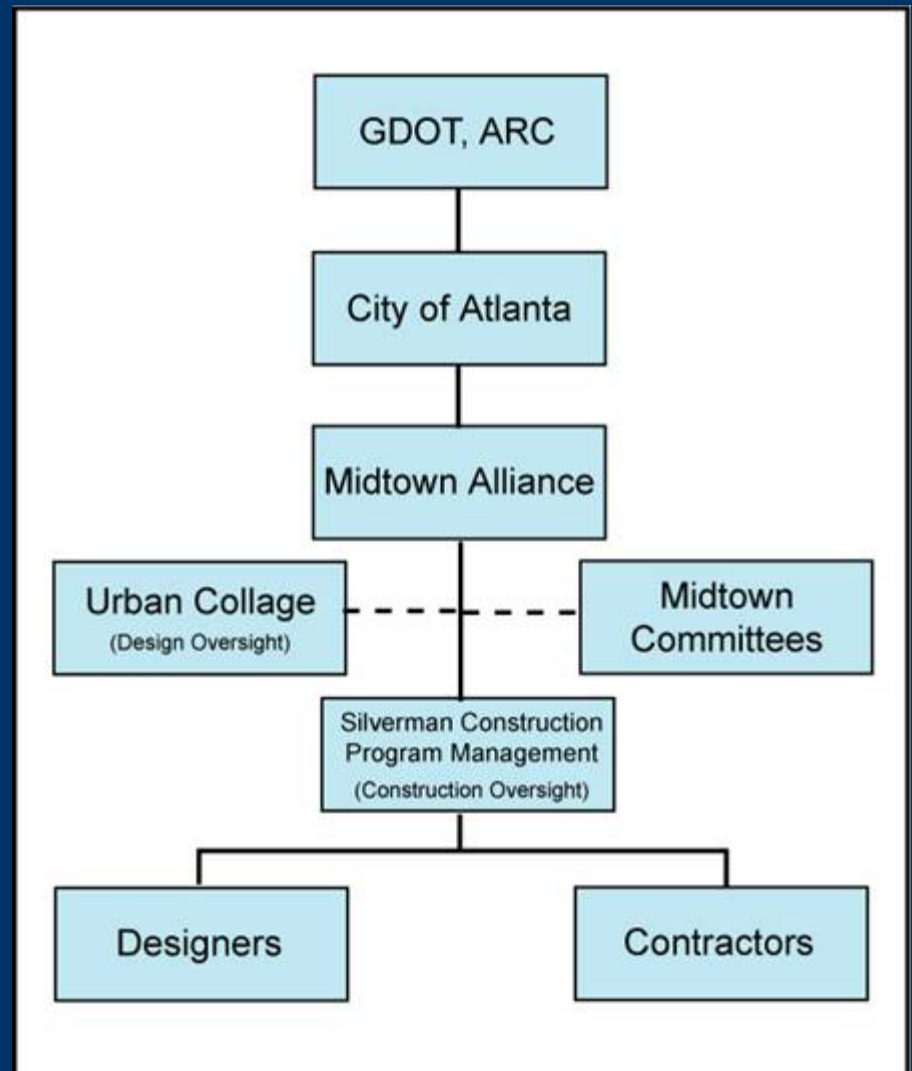 GDOT, ARC
City of Atlanta
Midtown Alliance
Urban Collage
(Design Oversight)
Midtown
Committees
Silverman Construction
Program Management
(Construction Oversight)
Designers
Contractors